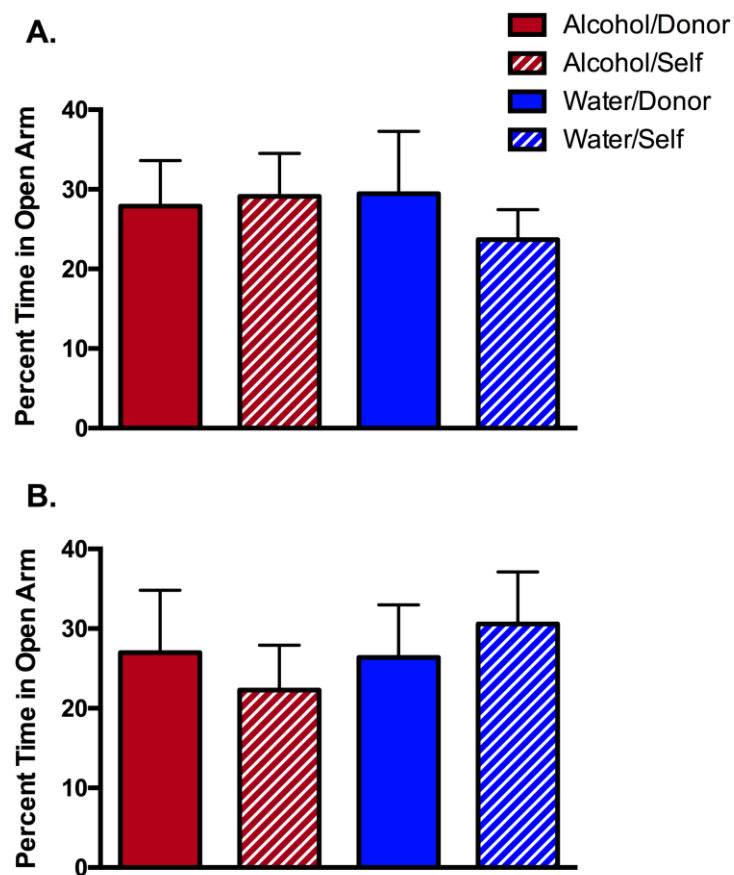 A.
Alcohol/Donor
Alcohol/Self
Water/Donor
Water/Self
Percent Time in Open Arm
40
30
20
10
0
B.
Percent Time in Open Arm
40
30
20
10
0